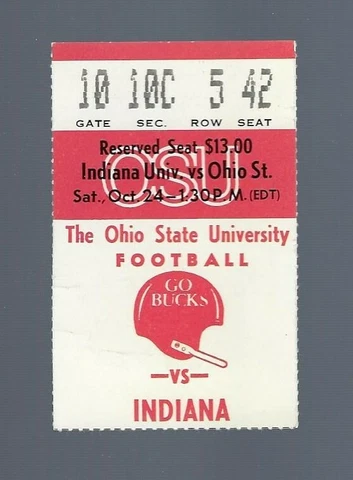 10 10C 5 42
GATE SEC. ROW SEAT
OSU
Reserved Seat $13.00
Indiana Univ. vs Ohio St.
Sat., Oct. 24—1:30 P.M. (EDT)
The Ohio State University
FOOTBALL
GO
BUCKS
—VS—
INDIANA